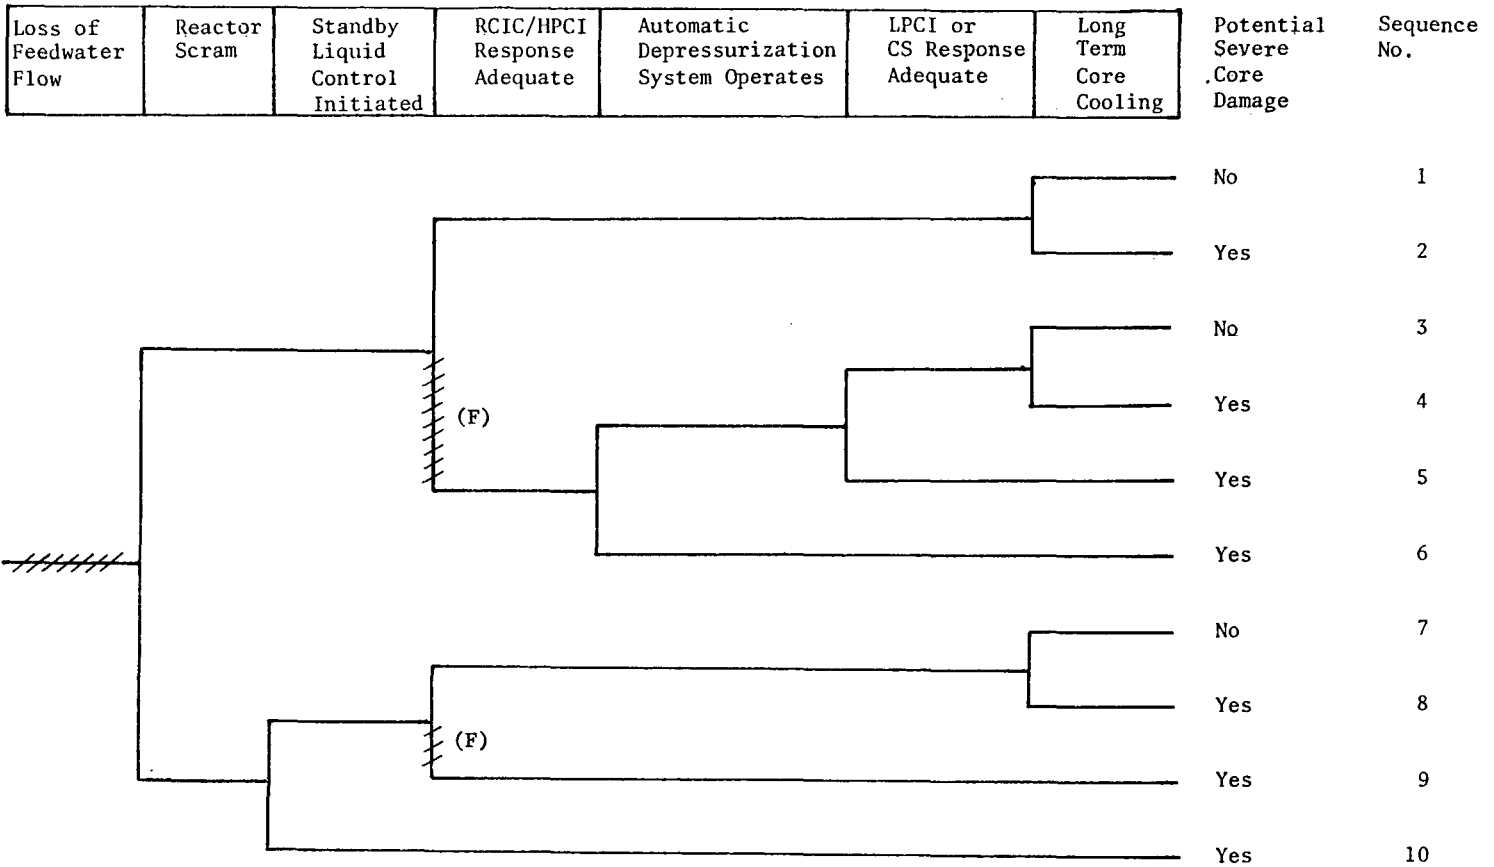 Loss of
Feedwater
Flow
Reactor
Scram
Standby
Liquid
Control
Initiated
RCIC/HPCI
Response
Adequate
Automatic
Depressurization
System Operates
LPCI or
CS Response
Adequate
Long
Term
Core
Cooling
Potential
Severe
Core
Damage
Sequence
No.
No 1
Yes 2
No 3
Yes 4
(F)
Yes 5
Yes 6
No 7
Yes 8
(F)
Yes 9
Yes 10